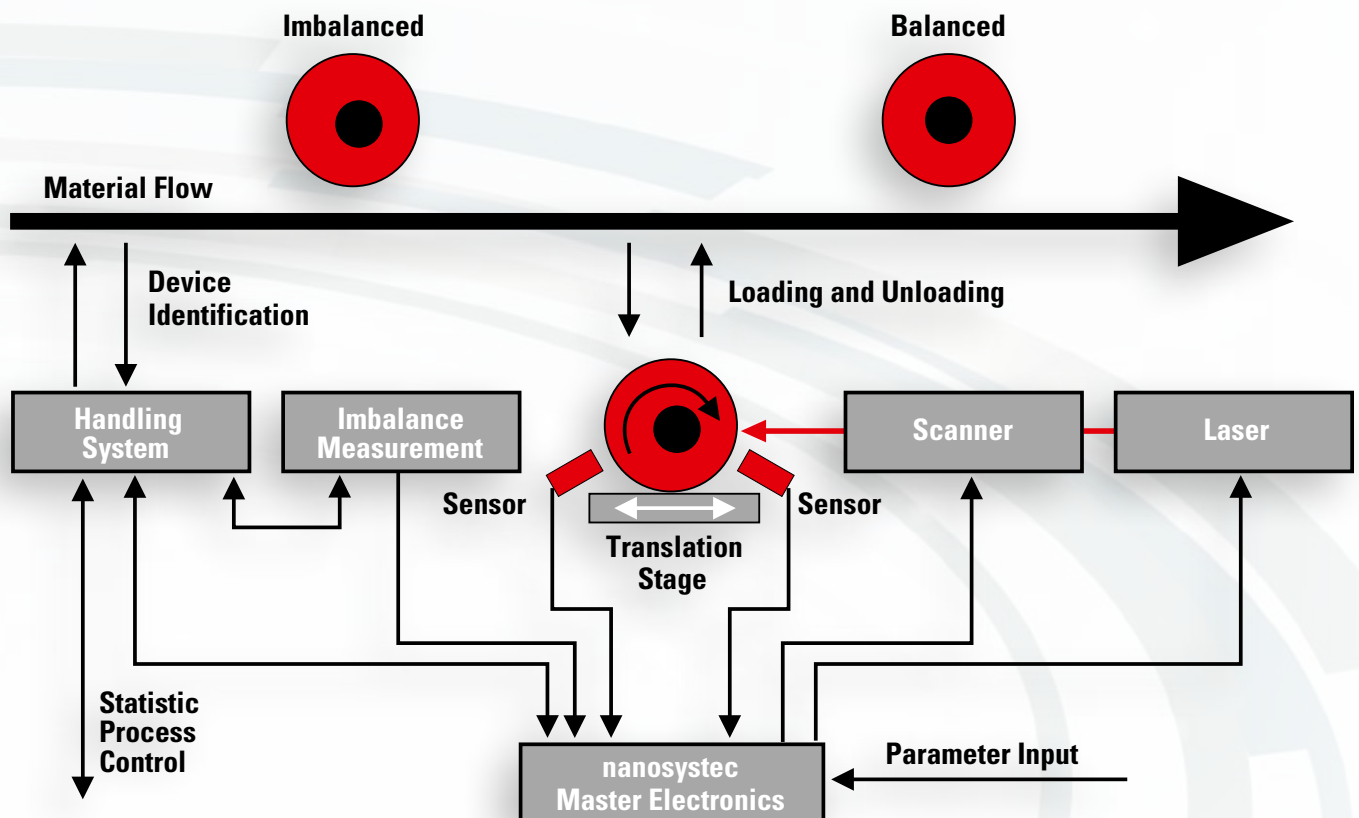 Imbalanced
Balanced
Material Flow
Device
Identification
Loading and Unloading
Handling
System
Imbalance
Measurement
Scanner
Laser
Sensor
Sensor
Translation
Stage
Statistic
Process
Control
nanosystec
Master Electronics
Parameter Input